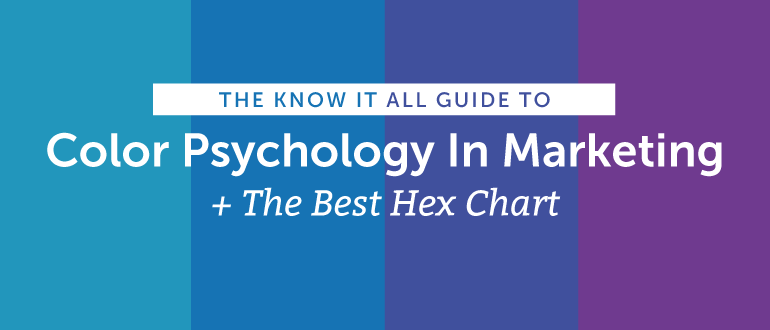 THE KNOW IT ALL GUIDE TO
Color Psychology In Marketing
+ The Best Hex Chart